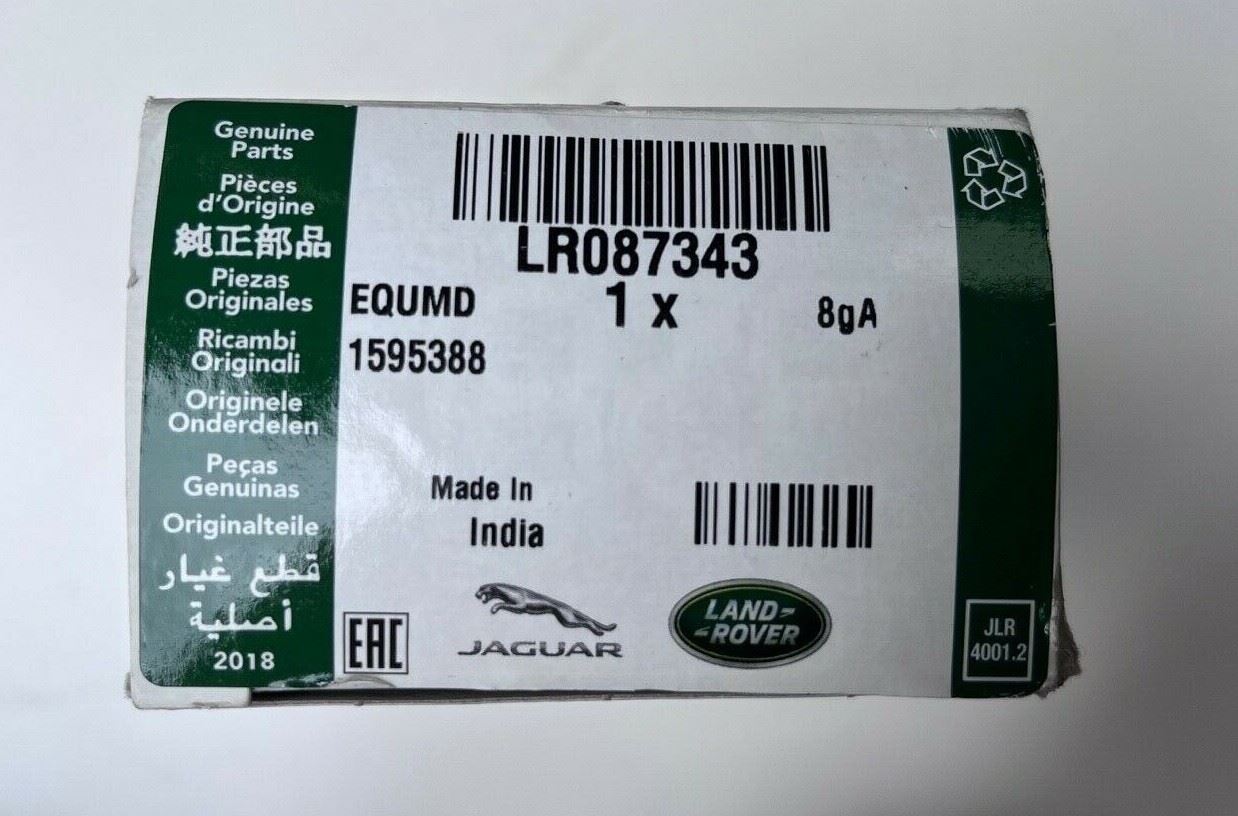 Genuine
Parts
Pièces
d'Origine
純正部品
Piezas
Originales
Ricambi
Originali
Originele
Onderdelen
Peças
Genuinas
Originalteile
قطع غيار
أصلية
2018
LR087343
EQUMD 1 x 8gA
1595388
Made In
India
EAC
JAGUAR
LAND-
-ROVER
JLR
4001.2